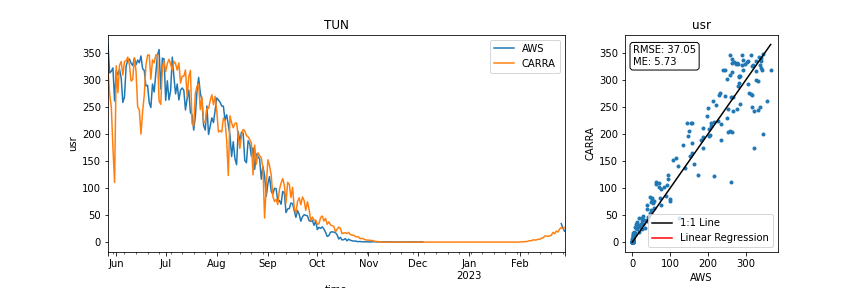 TUN
usr
350
300
250
200
150
100
50
0
usr
AWS
CARRA
Jun
Jul
Aug
Sep
Oct
Nov
Dec
Jan
2023
Feb
time
usr
RMSE: 37.05
ME: 5.73
350
300
250
200
150
100
50
0
CARRA
1:1 Line
Linear Regression
0
100
200
300
AWS